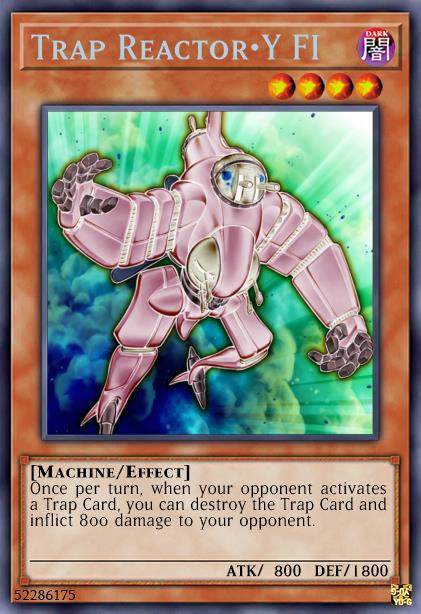 Trap Reactor•Y FI
DARK
闇
[Machine/Effect]
Once per turn, when your opponent activates
a Trap Card, you can destroy the Trap Card and
inflict 800 damage to your opponent.
ATK/ 800 DEF/1800
52286175